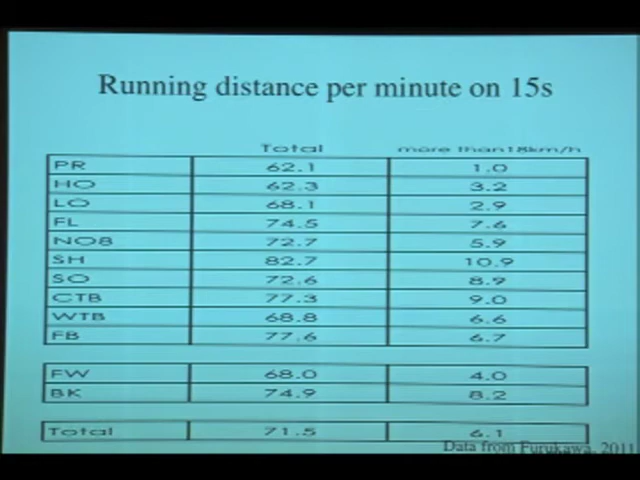 Running distance per minute on 15s
Total more than18km/h
PR 62.1 1.0
HO 62.3 3.2
LO 68.1 2.9
FL 74.5 7.6
NO8 72.7 5.9
SH 82.7 10.9
SO 72.6 8.9
CTB 77.3 9.0
WTB 68.8 6.6
FB 77.6 6.7
FW 68.0 4.0
BK 74.9 8.2
Total 71.5 6.1
Data from Furukawa, 2011